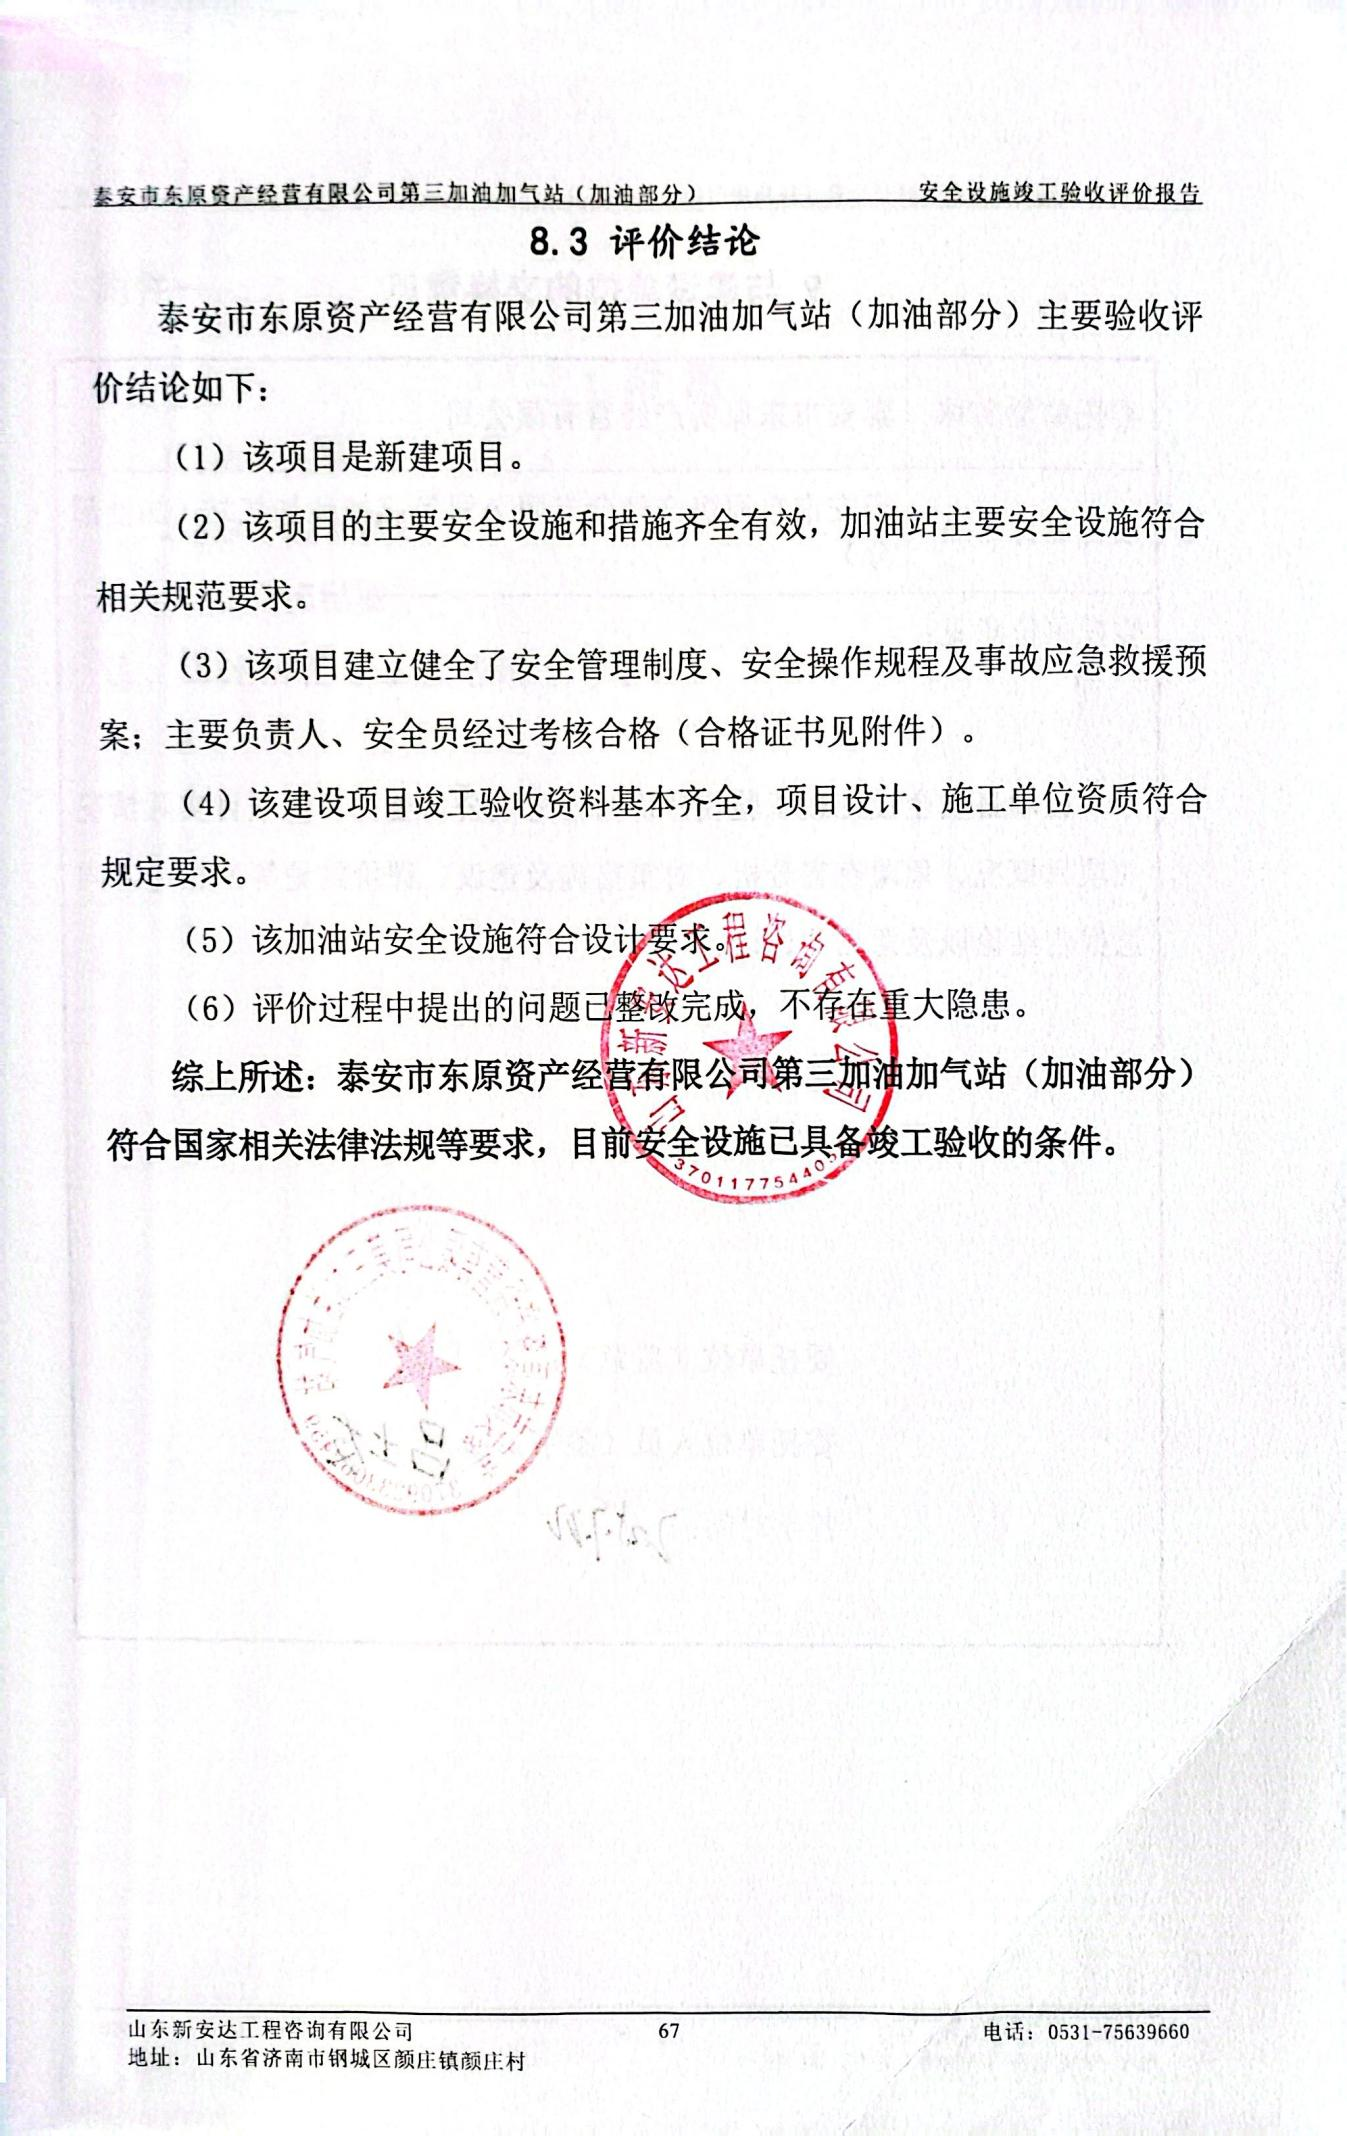 泰安市东原资产经营有限公司第三加油加气站（加油部分） 安全设施竣工验收评价报告
8.3 评价结论
泰安市东原资产经营有限公司第三加油加气站（加油部分）主要验收评
价结论如下：
（1）该项目是新建项目。
（2）该项目的主要安全设施和措施齐全有效，加油站主要安全设施符合
相关规范要求。
（3）该项目建立健全了安全管理制度、安全操作规程及事故应急救援预
案；主要负责人、安全员经过考核合格（合格证书见附件）。
（4）该建设项目竣工验收资料基本齐全，项目设计、施工单位资质符合
规定要求。
（5）该加油站安全设施符合设计要求。
（6）评价过程中提出的问题已整改完成，不存在重大隐患。
综上所述：泰安市东原资产经营有限公司第三加油加气站（加油部分）
符合国家相关法律法规等要求，目前安全设施已具备竣工验收的条件。
山东新安达工程咨询有限公司
山东新安达工程咨询有限公司 67 电话：0531-75639660
地址：山东省济南市钢城区颜庄镇颜庄村